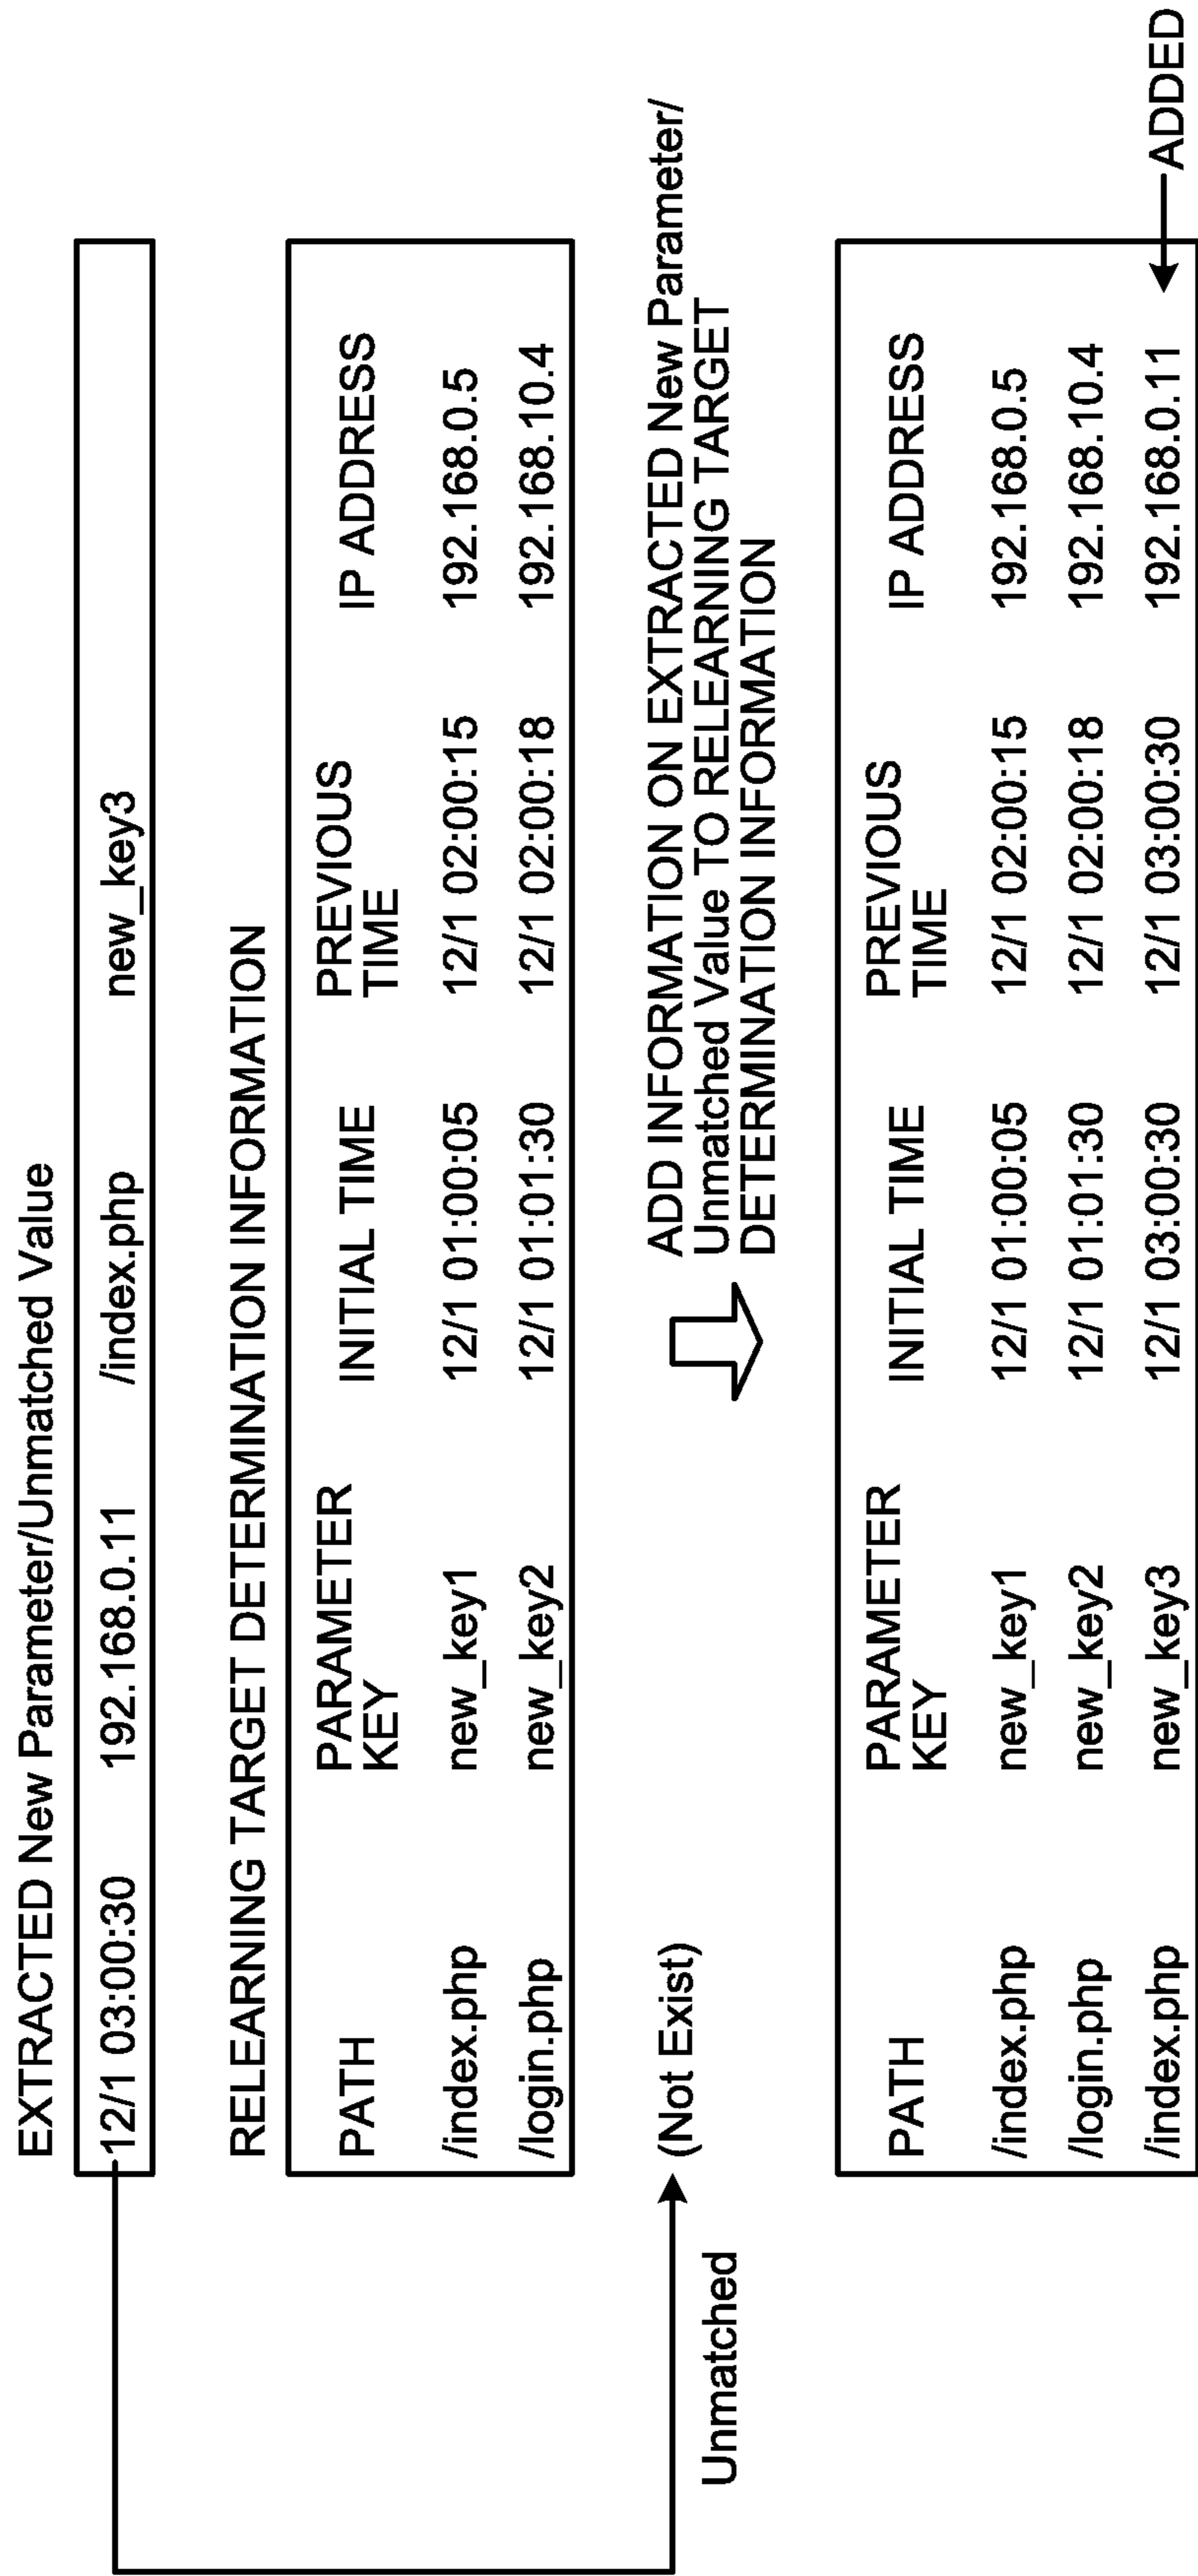 EXTRACTED New Parameter/Unmatched Value
12/1 03:00:30 192.168.0.11 /index.php new_key3
RELEARNING TARGET DETERMINATION INFORMATION
PATH PARAMETER KEY INITIAL TIME PREVIOUS TIME IP ADDRESS
/index.php new_key1 12/1 01:00:05 12/1 02:00:15 192.168.0.5
/login.php new_key2 12/1 01:01:30 12/1 02:00:18 192.168.10.4
Unmatched
(Not Exist)
ADD INFORMATION ON EXTRACTED New Parameter/
Unmatched Value TO RELEARNING TARGET
DETERMINATION INFORMATION
PATH PARAMETER KEY INITIAL TIME PREVIOUS TIME IP ADDRESS
/index.php new_key1 12/1 01:00:05 12/1 02:00:15 192.168.0.5
/login.php new_key2 12/1 01:01:30 12/1 02:00:18 192.168.10.4
/index.php new_key3 12/1 03:00:30 12/1 03:00:30 192.168.0.11
ADDED